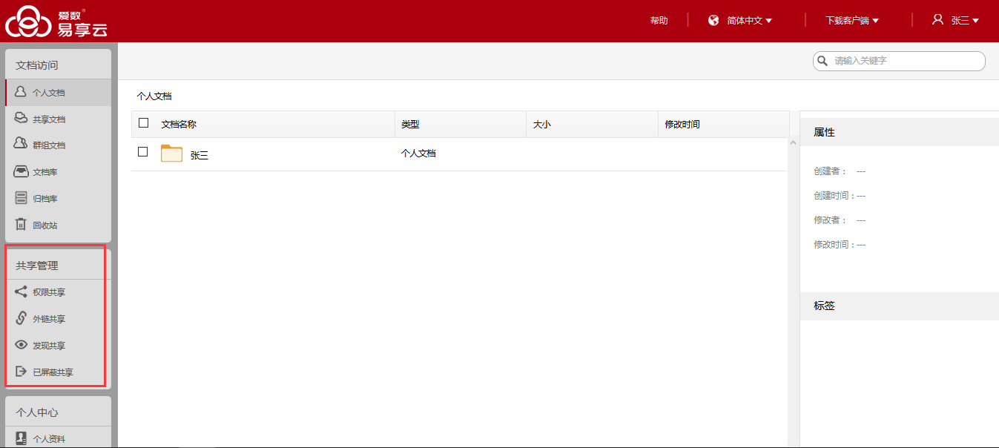 爱数®
易享云
帮助
简体中文
下载客户端
张三
文档访问
个人文档
共享文档
群组文档
文档库
归档库
回收站
共享管理
权限共享
外链共享
发现共享
已屏蔽共享
个人中心
个人资料
请输入关键字
个人文档
文档名称 类型 大小 修改时间
张三 个人文档
属性
创建者： ---
创建时间：---
修改者： ---
修改时间：---
标签